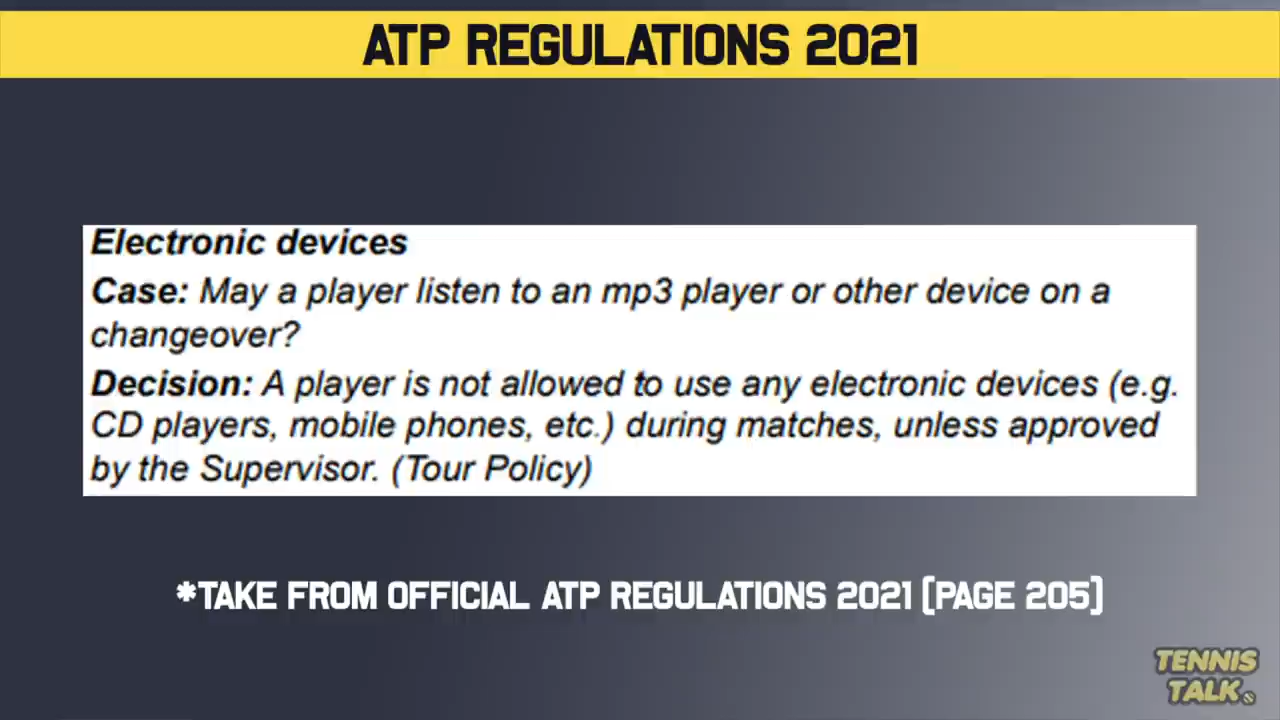 ATP REGULATIONS 2021
Electronic devices
Case: May a player listen to an mp3 player or other device on a
changeover?
Decision: A player is not allowed to use any electronic devices (e.g.
CD players, mobile phones, etc.) during matches, unless approved
by the Supervisor. (Tour Policy)
*TAKE FROM OFFICIAL ATP REGULATIONS 2021 (PAGE 205)
TENNIS
TALK